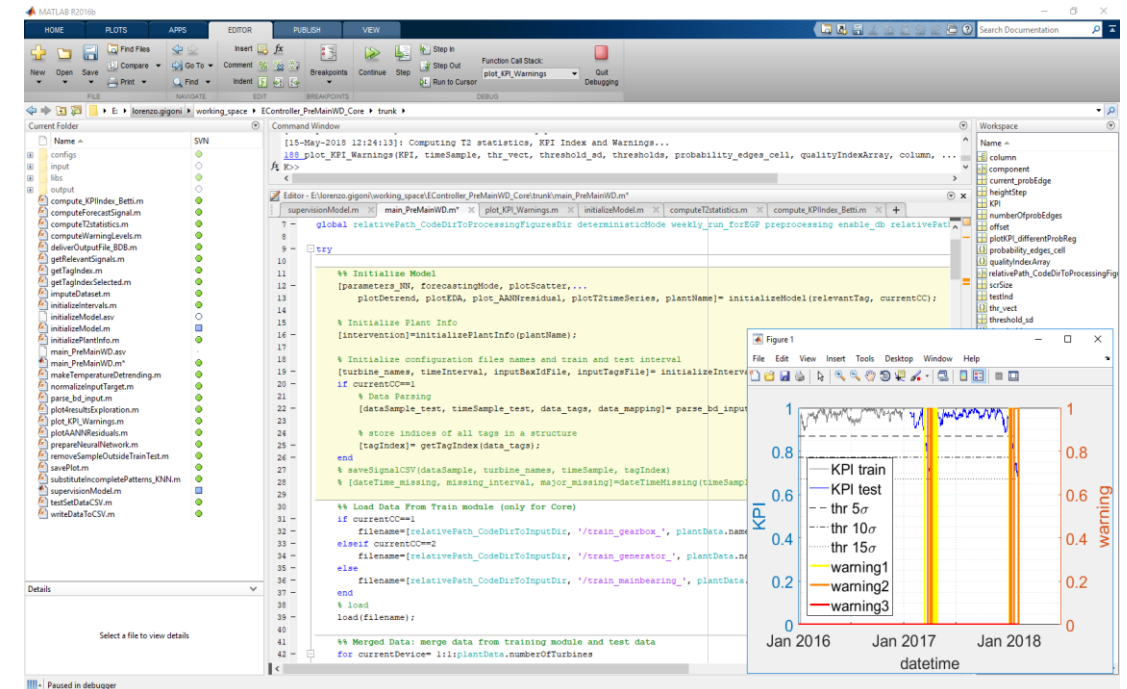 MATLAB R2016b
HOME PLOTS APPS EDITOR PUBLISH VIEW
Search Documentation
New Open Save Find Files Compare Print
Go To Find
Insert fx
Comment
Indent
Breakpoints Continue Step
Step In
Step Out
Run to Cursor
Function Call Stack:
plot_KPI_Warnings
Quit Debugging
FILE NAVIGATE EDIT BREAKPOINTS DEBUG
E: lorenzo.gigoni working_space EController_PreMainWD_Core trunk
Current Folder
Name SVN
configs
input
libs
output
compute_KPIIndex_Betti.m
computeForecastSignal.m
computeT2statistics.m
computeWarningLevels.m
deliverOutputFile_BDB.m
getRelevantSignals.m
getTagIndex.m
getTagIndexSelected.m
imputeDataset.m
initializeIntervals.m
initializeModel.asv
initializeModel.m
initializePlantInfo.m
main_PreMainWD.asv
main_PreMainWD.m*
makeTemperatureDetrending.m
normalizeInputTarget.m
parse_bd_input.m
plot4resultsExploration.m
plot_KPI_Warnings.m
plotAANNResiduals.m
prepareNeuralNetwork.m
removeSampleOutsideTrainTest.m
savePlot.m
substituteIncompletePatterns_KNN.m
supervisionModel.m
testSetDataCSV.m
writeDataToCSV.m
Details
Select a file to view details
Paused in debugger
Command Window
[15-May-2018 12:24:13]: Computing T2 statistics, KPI Index and Warnings...
188 plot_KPI_Warnings(KPI, timeSample, thr_vect, threshold_sd, thresholds, probability_edges_cell, qualityIndexArray, column, ...
fx K>>
Editor - E:\lorenzo.gigoni\working_space\EController_PreMainWD_Core\trunk\main_PreMainWD.m*
supervisionModel.m main_PreMainWD.m* plot_KPI_Warnings.m initializeModel.m computeT2statistics.m compute_KPIIndex_Betti.m +
7 - global relativePath_CodeDirToProcessingFiguresDir deterministicMode weekly_run_forEGP preprocessing enable_db
8
9 - try
10
11 %% Initialize Model
12 [parameters_NN, forecastingMode, plotScatter,...
13 plotDetrend, plotEDA, plot_AANNresidual, plotT2timeSeries, plantName]= initializeModel(relevantTag, currentCC);
14
15 % Initialize Plant Info
16 - [intervention]=initializePlantInfo(plantName);
17
18 % Initialize configuration files names and train and test interval
19 - [turbine_names, timeInterval, inputBaxIdFile, inputTagsFile]=
20 - if currentCC==1
21 % Data Parsing
22 - [dataSample_test, timeSample_test, data_tags, data_mapping]= parse_bd_input
23
24 % store indices of all tags in a structure
25 - [tagIndex]= getTagIndex(data_tags);
26 - end
27 % saveSignalCSV(dataSample, turbine_names, timeSample, tagIndex)
28 % [dateTime_missing, missing_interval, major_missing]=dateTimeMissing(
29
30 %% Load Data From Train module (only for Core)
31 - if currentCC==1
32 - filename=[relativePath_CodeDirToInputDir, '/train_gearbox_', plantData.name
33 - elseif currentCC==2
34 - filename=[relativePath_CodeDirToInputDir, '/train_generator_',
35 - else
36 - filename=[relativePath_CodeDirToInputDir, '/train_mainbearing_', plantData.
37 - end
38 % load
39 - load(filename);
40
41 %% Merged Data: merge data from training module and test data
42 - for currentDevice= 1:1:plantData.numberOfTurbines
Workspace
Name
column
component
current_probEdge
heightStep
KPI
numberOfprobEdges
offset
plotKPI_differentProbReg
probability_edges_cell
qualityIndexArray
scrSize
testInd
thr_vect
threshold_sd
Figure 1
File Edit View Insert Tools Desktop Window Help
1
0.8
0.6
0.4
0.2
0
KPI
KPI train
KPI test
thr 5σ
thr 10σ
thr 15σ
warning1
warning2
warning3
1
0.8
0.6
0.4
0.2
0
warning
Jan 2016 Jan 2017 Jan 2018
datetime